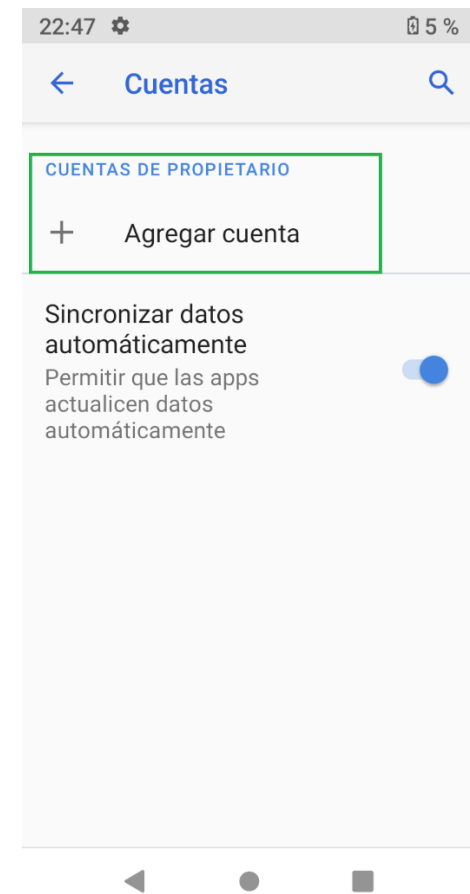 22:47 5 %
Cuentas
CUENTAS DE PROPIETARIO
Agregar cuenta
Sincronizar datos
automáticamente
Permitir que las apps
actualicen datos
automáticamente